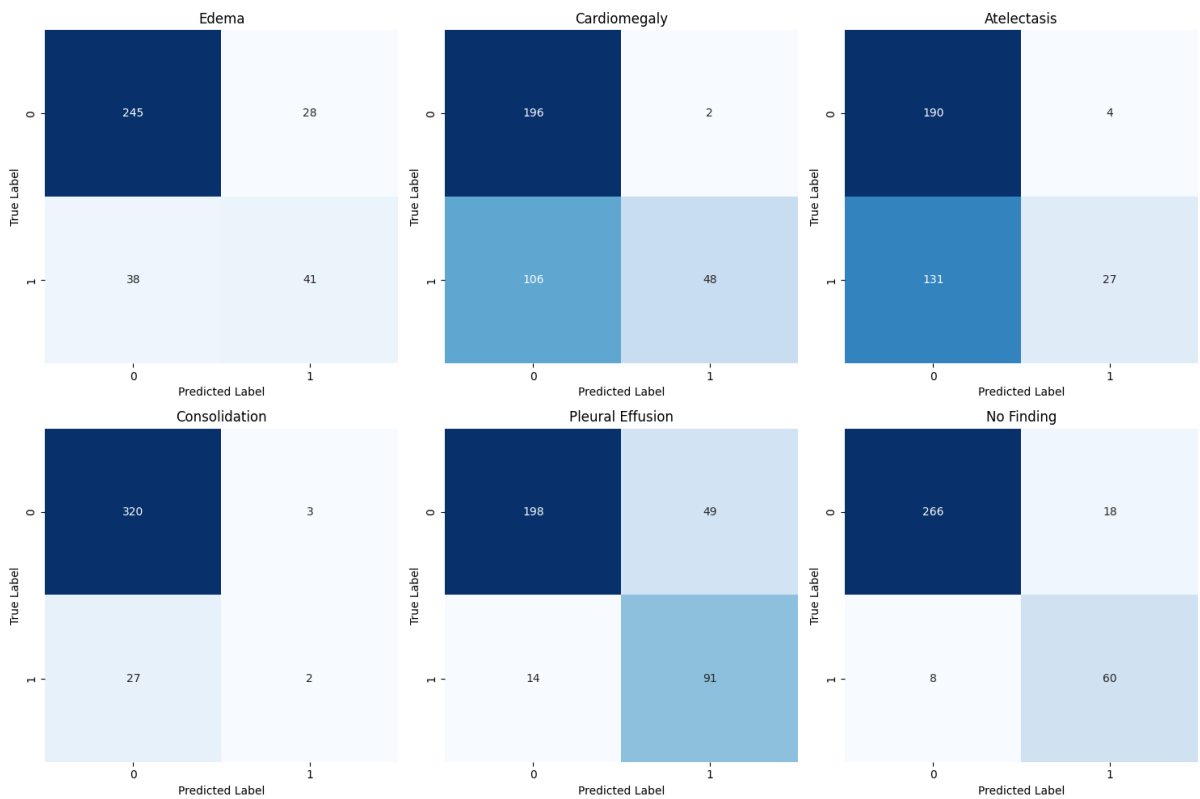 Edema
Cardiomegaly
Atelectasis
0
245
28
0
196
2
0
190
4
True Label
True Label
True Label
1
38
41
1
106
48
1
131
27
0
1
0
1
0
1
Predicted Label
Predicted Label
Predicted Label
Consolidation
Pleural Effusion
No Finding
0
320
3
0
198
49
0
266
18
True Label
True Label
True Label
1
27
2
1
14
91
1
8
60
0
1
0
1
0
1
Predicted Label
Predicted Label
Predicted Label